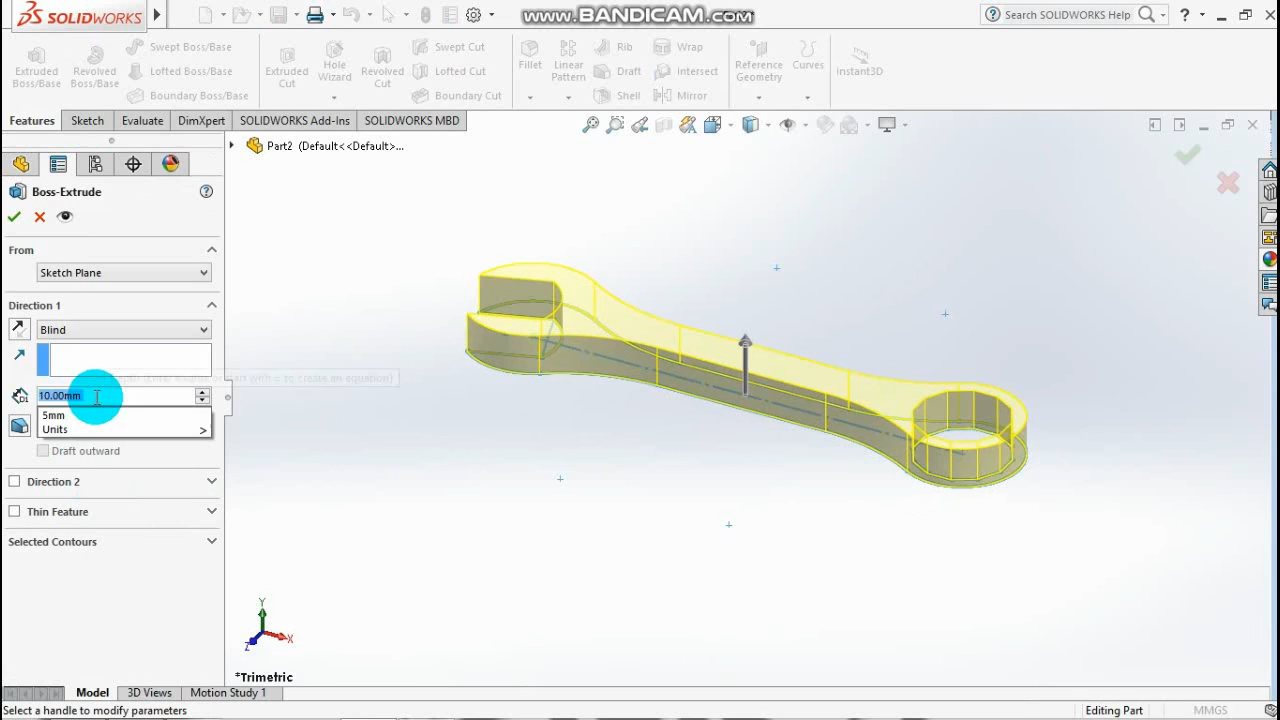 SOLIDWORKS
www.BANDICAM.com
Search SOLIDWORKS Help
?
Extruded Boss/Base
Revolved Boss/Base
Swept Boss/Base
Lofted Boss/Base
Boundary Boss/Base
Extruded Cut
Hole Wizard
Revolved Cut
Swept Cut
Lofted Cut
Boundary Cut
Fillet
Linear Pattern
Rib
Draft
Shell
Wrap
Intersect
Mirror
Reference Geometry
Curves
Instant3D
Features
Sketch
Evaluate
DimXpert
SOLIDWORKS Add-Ins
SOLIDWORKS MBD
Part2 (Default<<Default>...
Boss-Extrude
From
Sketch Plane
Direction 1
Blind
to create an equation)
10.00mm
5mm
Units >
Draft outward
Direction 2
Thin Feature
Selected Contours
Y
X
Z
*Trimetric
Model
3D Views
Motion Study 1
Select a handle to modify parameters
Editing Part
MMGS